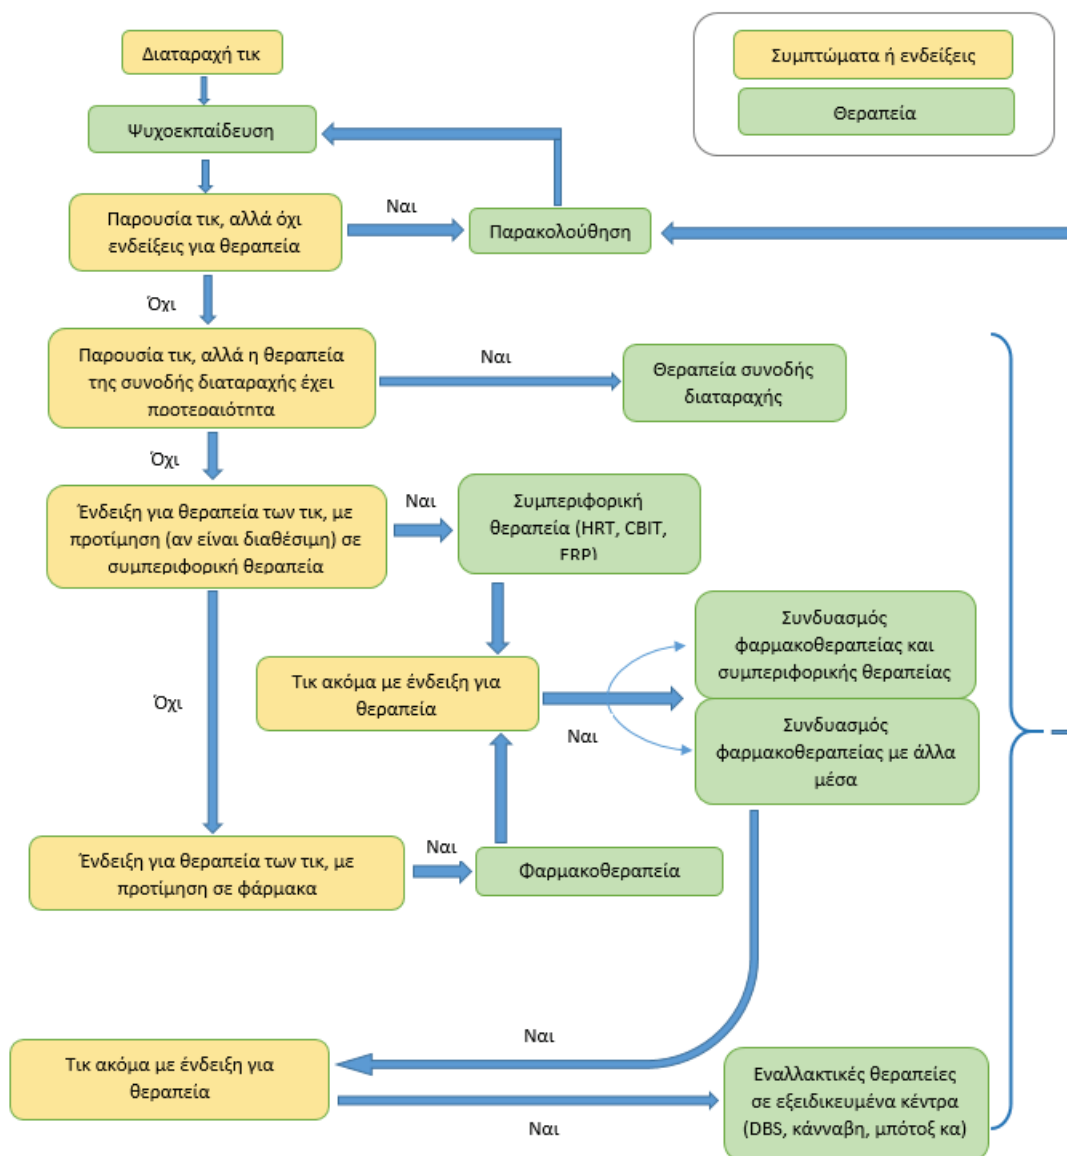 Διαταραχή τικ
Συμπτώματα ή ενδείξεις
Θεραπεία
Ψυχοεκπαίδευση
Παρουσία τικ, αλλά όχι
ενδείξεις για θεραπεία
Ναι
Παρακολούθηση
Όχι
Παρουσία τικ, αλλά η θεραπεία
της συνοδής διαταραχής έχει
προτεραιότητα
Ναι
Θεραπεία συνοδής
διαταραχής
Όχι
Ένδειξη για θεραπεία των τικ, με
προτίμηση (αν είναι διαθέσιμη) σε
συμπεριφορική θεραπεία
Ναι
Συμπεριφορική
θεραπεία (HRT, CBIT,
ERP)
Όχι
Τικ ακόμα με ένδειξη για
θεραπεία
Ναι
Συνδυασμός
φαρμακοθεραπείας και
συμπεριφορικής θεραπείας
Συνδυασμός
φαρμακοθεραπείας με άλλα
μέσα
Ένδειξη για θεραπεία των τικ, με
προτίμηση σε φάρμακα
Ναι
Φαρμακοθεραπεία
Ναι
Τικ ακόμα με ένδειξη για
θεραπεία
Ναι
Εναλλακτικές θεραπείες
σε εξειδικευμένα κέντρα
(DBS, κάνναβη, μπότοξ κα)